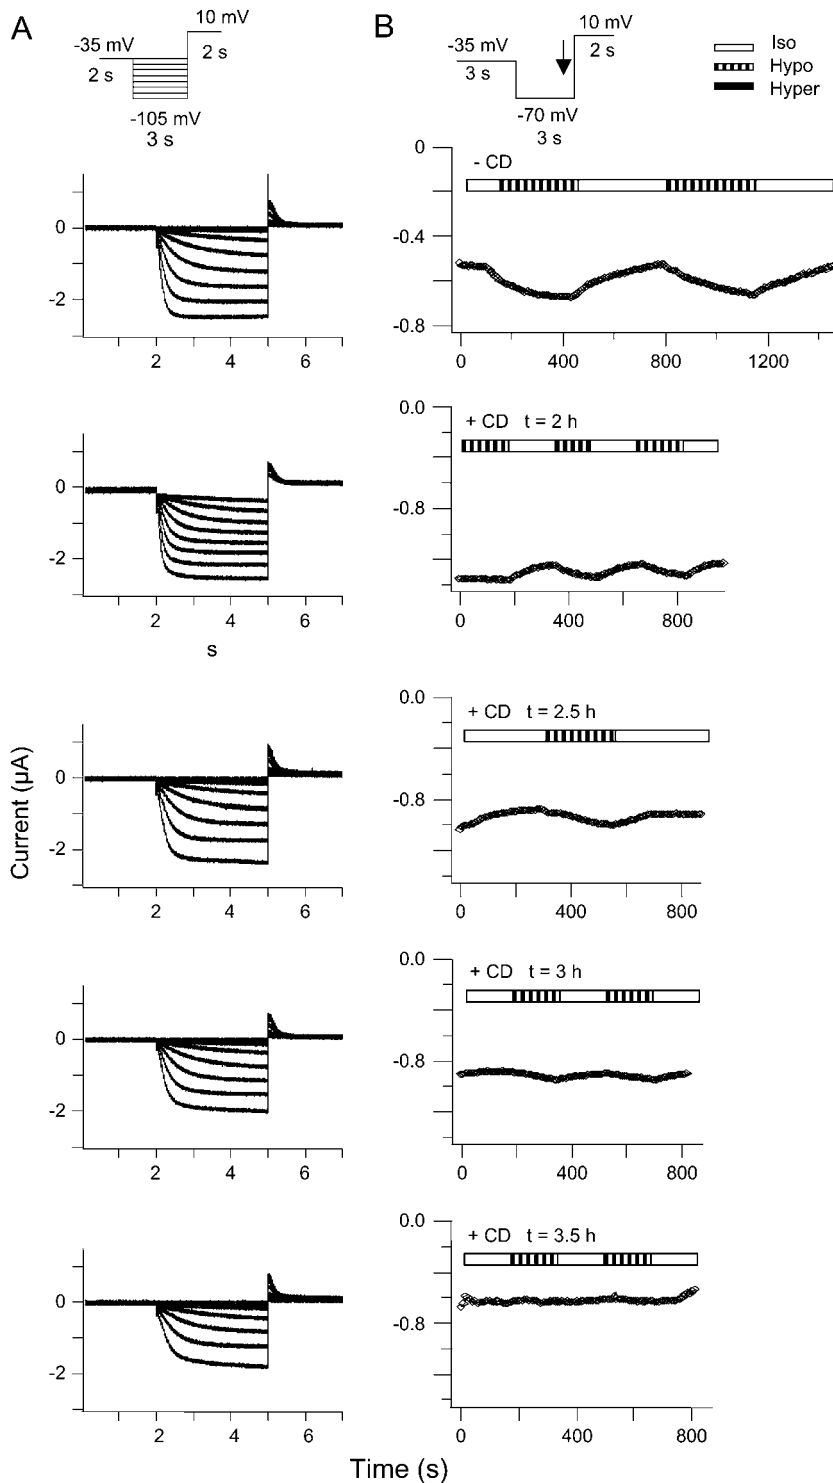 A
10 mV
-35 mV
2 s
2 s
-105 mV
3 s
B
10 mV
-35 mV
2 s
3 s
-70 mV
3 s
Iso
Hypo
Hyper
0
-2
2 4 6
0
-0.4
-0.8
- CD
0 400 800 1200
0
-2
2 4 6
s
0.0
-0.8
+ CD t = 2 h
0 400 800
Current (µA)
0
-2
2 4 6
0.0
-0.8
+ CD t = 2.5 h
0 400 800
0
-2
2 4 6
0.0
-0.8
+ CD t = 3 h
0 400 800
0
-2
2 4 6
0.0
-0.8
+ CD t = 3.5 h
0 400 800
Time (s)